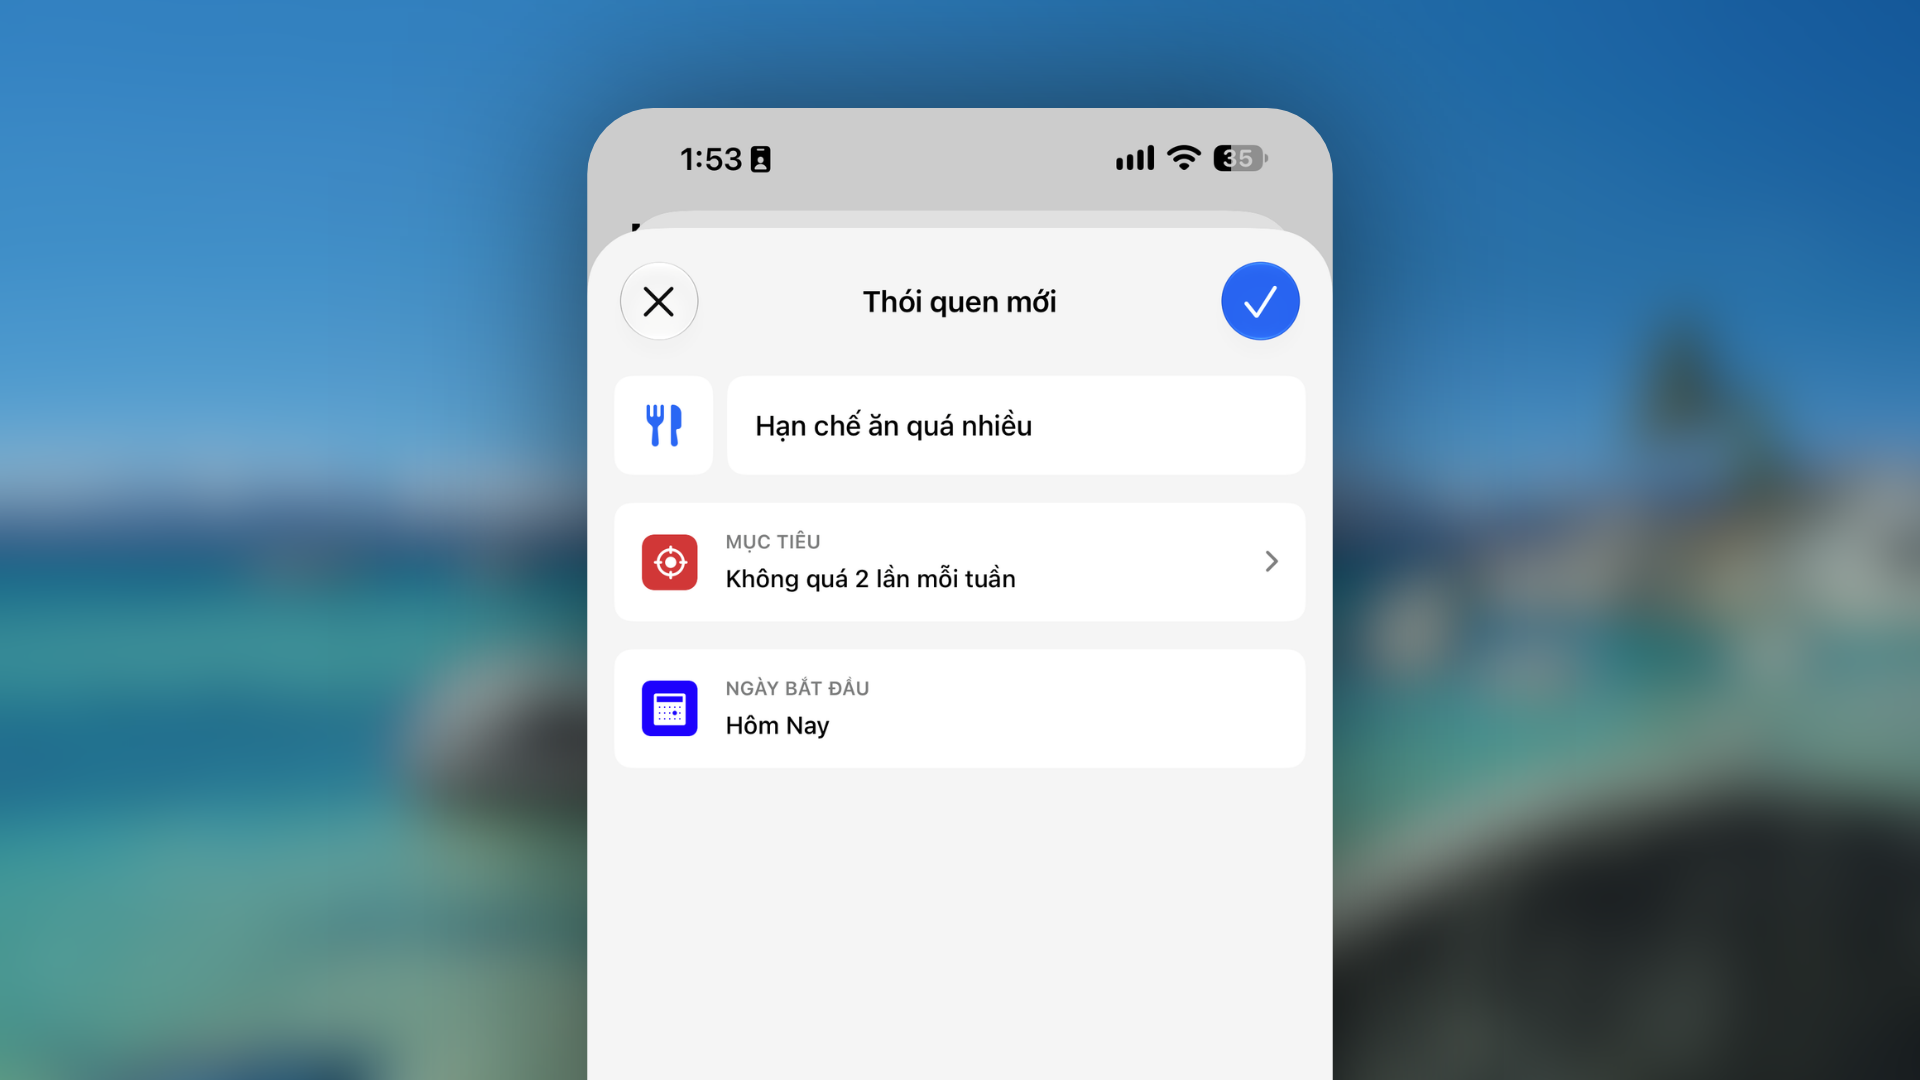 1:53
35
Thói quen mới
Hạn chế ăn quá nhiều
MỤC TIÊU
Không quá 2 lần mỗi tuần
NGÀY BẮT ĐẦU
Hôm Nay